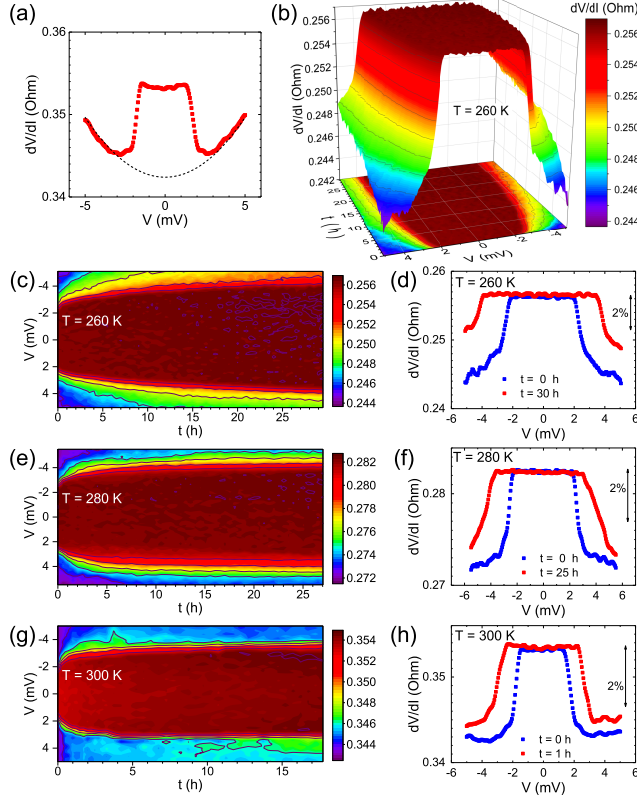 (a)
0.36
0.35
0.34
dV/dI (Ohm)
-5 0 5
V (mV)
(b)
dV/dI (Ohm)
0.256
0.254
0.252
0.250
0.248
0.246
0.244
0.242
dV/dI (Ohm)
T = 260 K
25
20
15
10
5
0
t (h)
4 2 0 -2 -4
V (mV)
0.256
0.254
0.252
0.250
0.248
0.246
0.244
(c)
-4
-2
0
2
4
V (mV)
T = 260 K
0 5 10 15 20 25
t (h)
0.256
0.254
0.252
0.250
0.248
0.246
0.244
(d)
T = 260 K
0.26
0.25
0.24
dV/dI (Ohm)
2%
t = 0 h
t = 30 h
-6 -4 -2 0 2 4 6
V (mV)
(e)
-4
-2
0
2
4
V (mV)
T = 280 K
0 5 10 15 20 25
t (h)
0.282
0.280
0.278
0.276
0.274
0.272
(f)
T = 280 K
0.28
0.27
dV/dI (Ohm)
2%
t = 0 h
t = 25 h
-6 -4 -2 0 2 4 6
V (mV)
(g)
-4
-2
0
2
4
V (mV)
T = 300 K
0 5 10 15
t (h)
0.354
0.352
0.350
0.348
0.346
0.344
(h)
T = 300 K
0.35
0.34
dV/dI (Ohm)
2%
t = 0 h
t = 1 h
-6 -4 -2 0 2 4 6
V (mV)